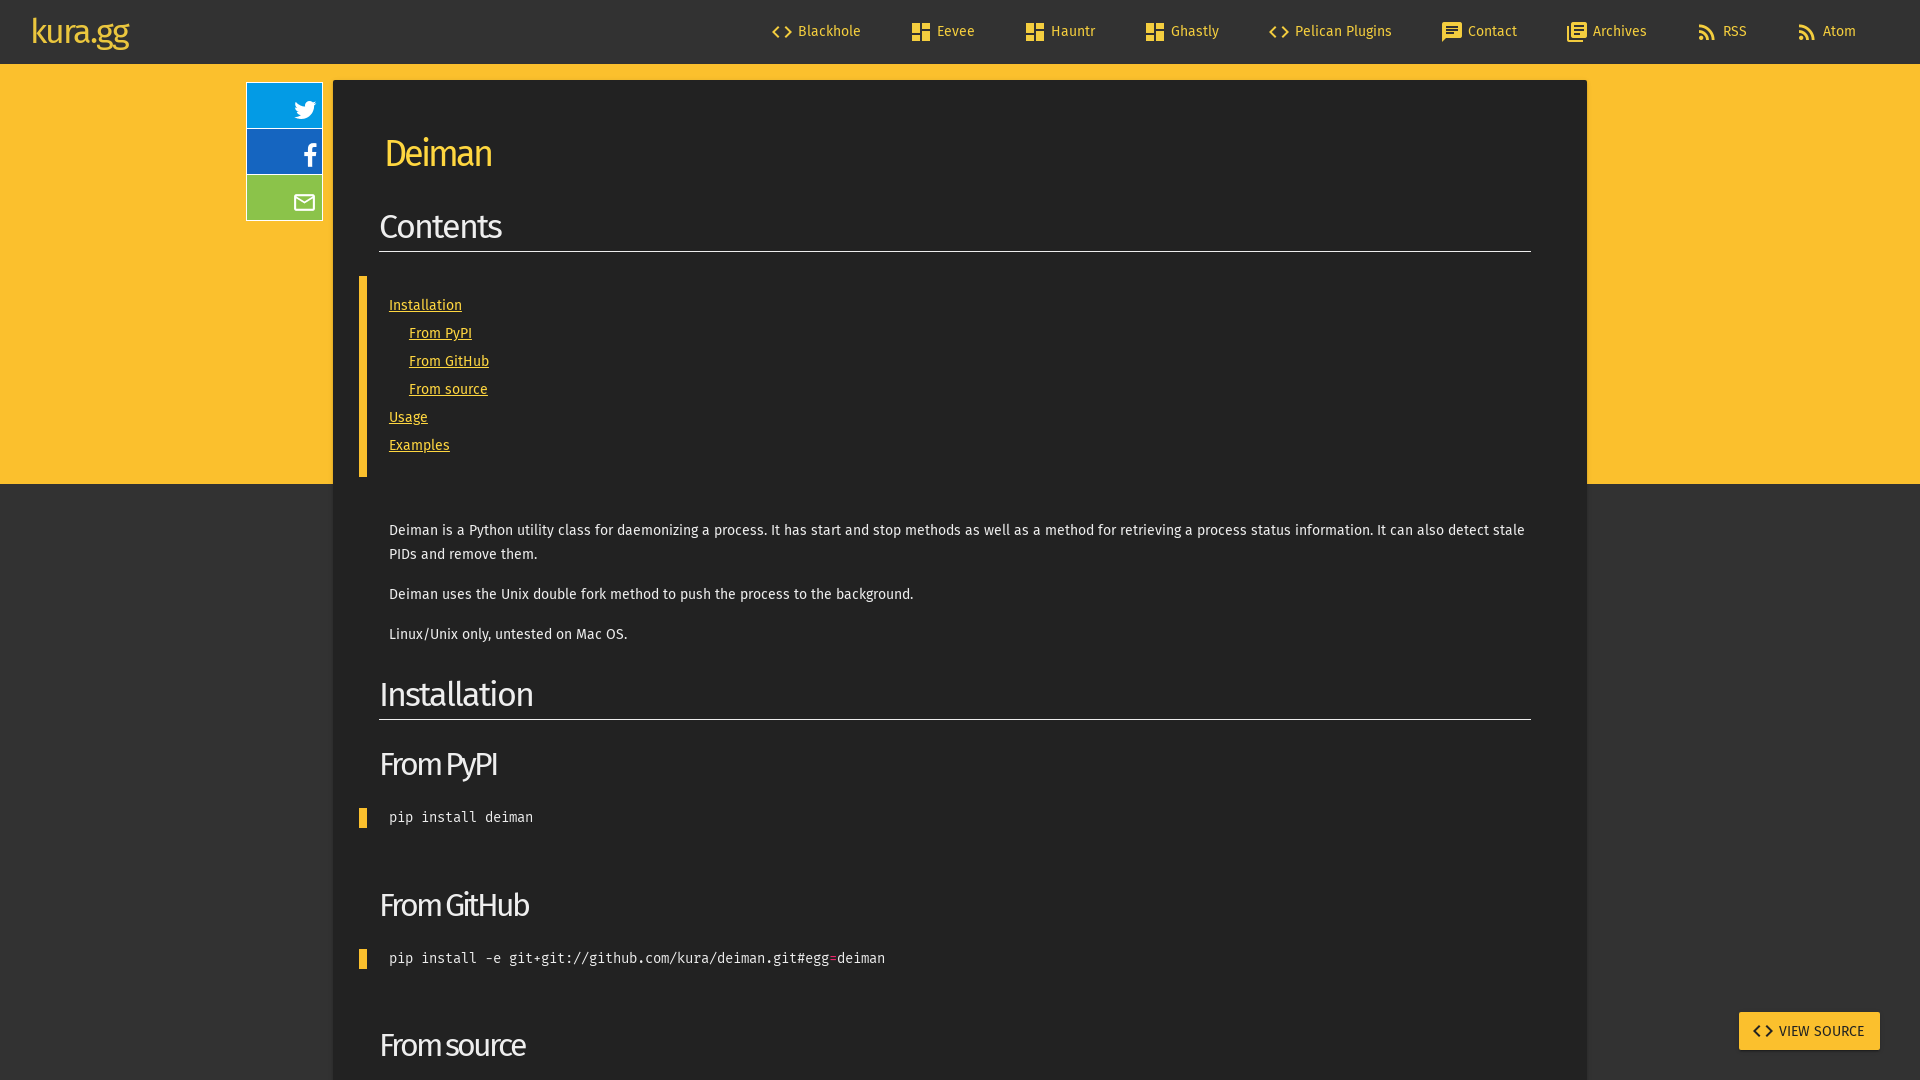 kura.gg
Blackhole
Eevee
Hauntr
Ghastly
Pelican Plugins
Contact
Archives
RSS
Atom
Deiman
Contents
Installation
From PyPI
From GitHub
From source
Usage
Examples
Deiman is a Python utility class for daemonizing a process. It has start and stop methods as well as a method for retrieving a process status information. It can also detect stale
PIDs and remove them.
Deiman uses the Unix double fork method to push the process to the background.
Linux/Unix only, untested on Mac OS.
Installation
From PyPI
pip install deiman
From GitHub
pip install -e git+git://github.com/kura/deiman.git#egg=deiman
From source
VIEW SOURCE